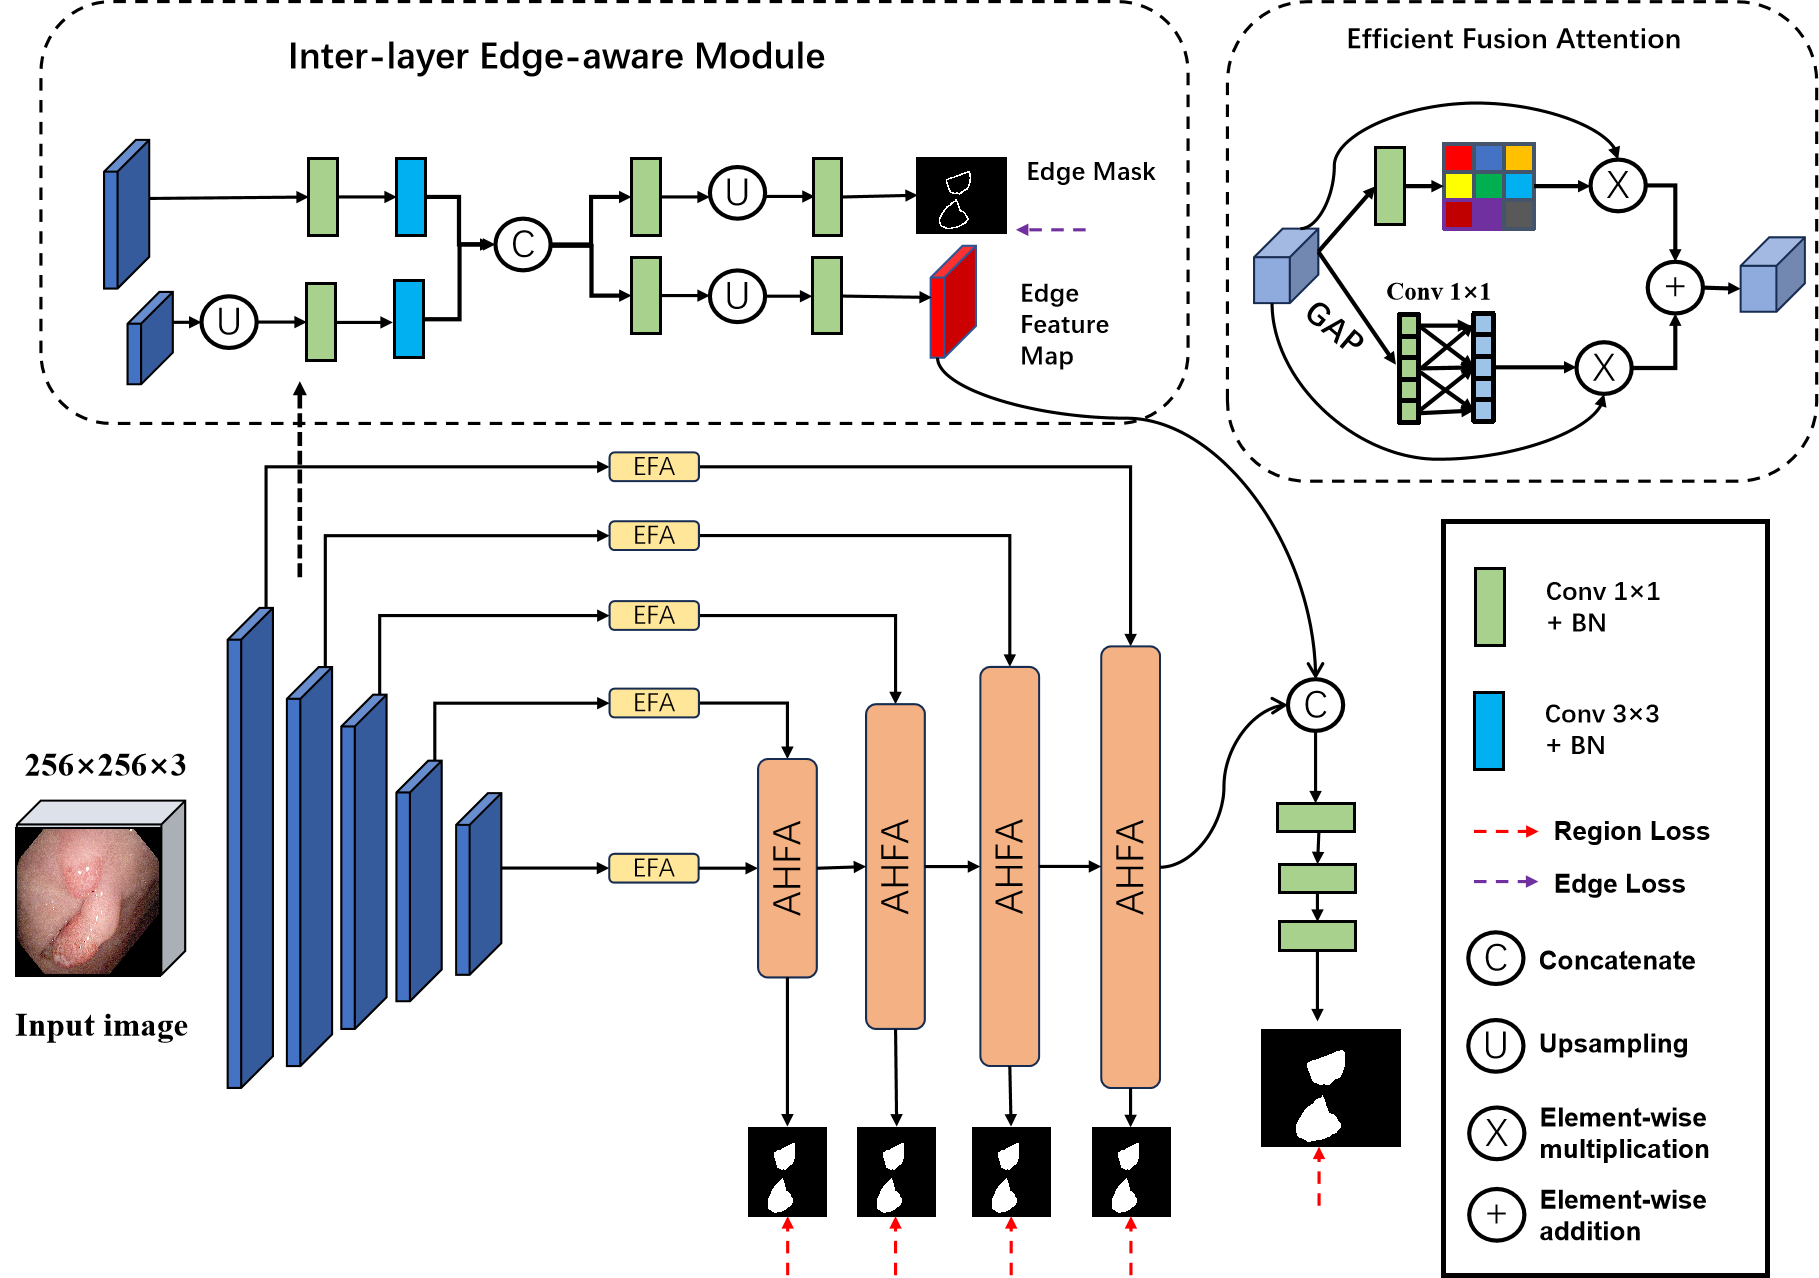 Inter-layer Edge-aware Module
Efficient Fusion Attention
Edge Mask
U
C
U
U
Edge
Feature
Map
X
Conv 1×1
GAP
+
X
EFA
EFA
EFA
EFA
EFA
256×256×3
Input image
AHFA
AHFA
AHFA
AHFA
C
Conv 1×1
+ BN
Conv 3×3
+ BN
Region Loss
Edge Loss
C
Concatenate
U
Upsampling
X
Element-wise
multiplication
+
Element-wise
addition